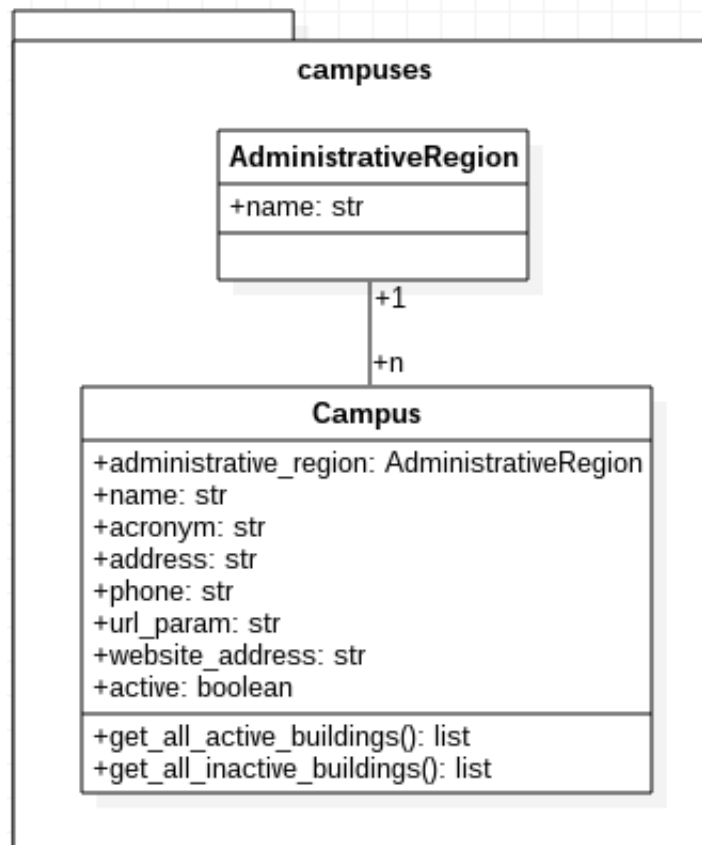 campuses
AdministrativeRegion
+name: str
+1
+n
Campus
+administrative_region: AdministrativeRegion
+name: str
+acronym: str
+address: str
+phone: str
+url_param: str
+website_address: str
+active: boolean
+get_all_active_buildings(): list
+get_all_inactive_buildings(): list